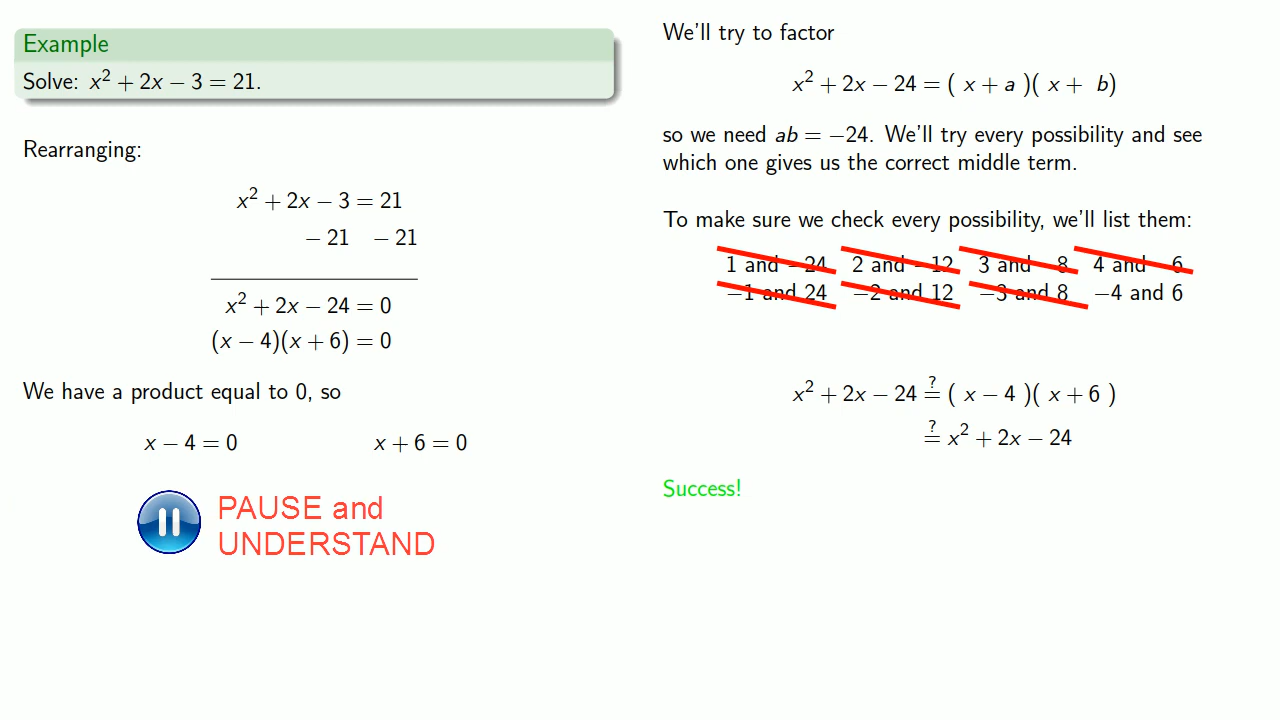 Example
Solve: x² + 2x − 3 = 21.
Rearranging:
x² + 2x − 3 = 21
− 21 − 21
x² + 2x − 24 = 0
(x − 4)(x + 6) = 0
We have a product equal to 0, so
x − 4 = 0 x + 6 = 0
PAUSE and
UNDERSTAND
We'll try to factor
x² + 2x − 24 = ( x + a )( x + b)
so we need ab = −24. We'll try every possibility and see
which one gives us the correct middle term.
To make sure we check every possibility, we'll list them:
1 and −24 2 and −12 3 and −8 4 and −6
−1 and 24 −2 and 12 −3 and 8 −4 and 6
x² + 2x − 24 ≟ ( x − 4 )( x + 6 )
≟ x² + 2x − 24
Success!